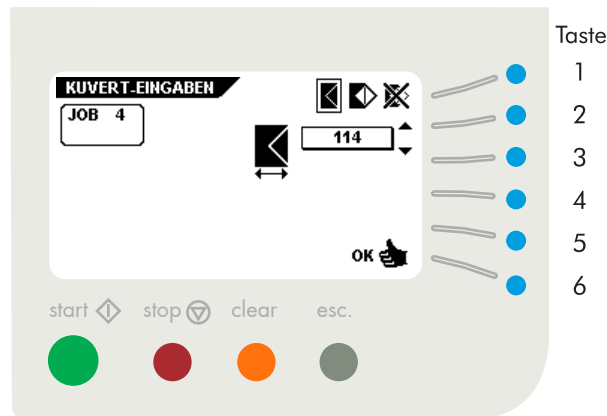 Taste
KUVERT-EINGABEN
JOB 4
114
OK
1
2
3
4
5
6
start stop clear esc.